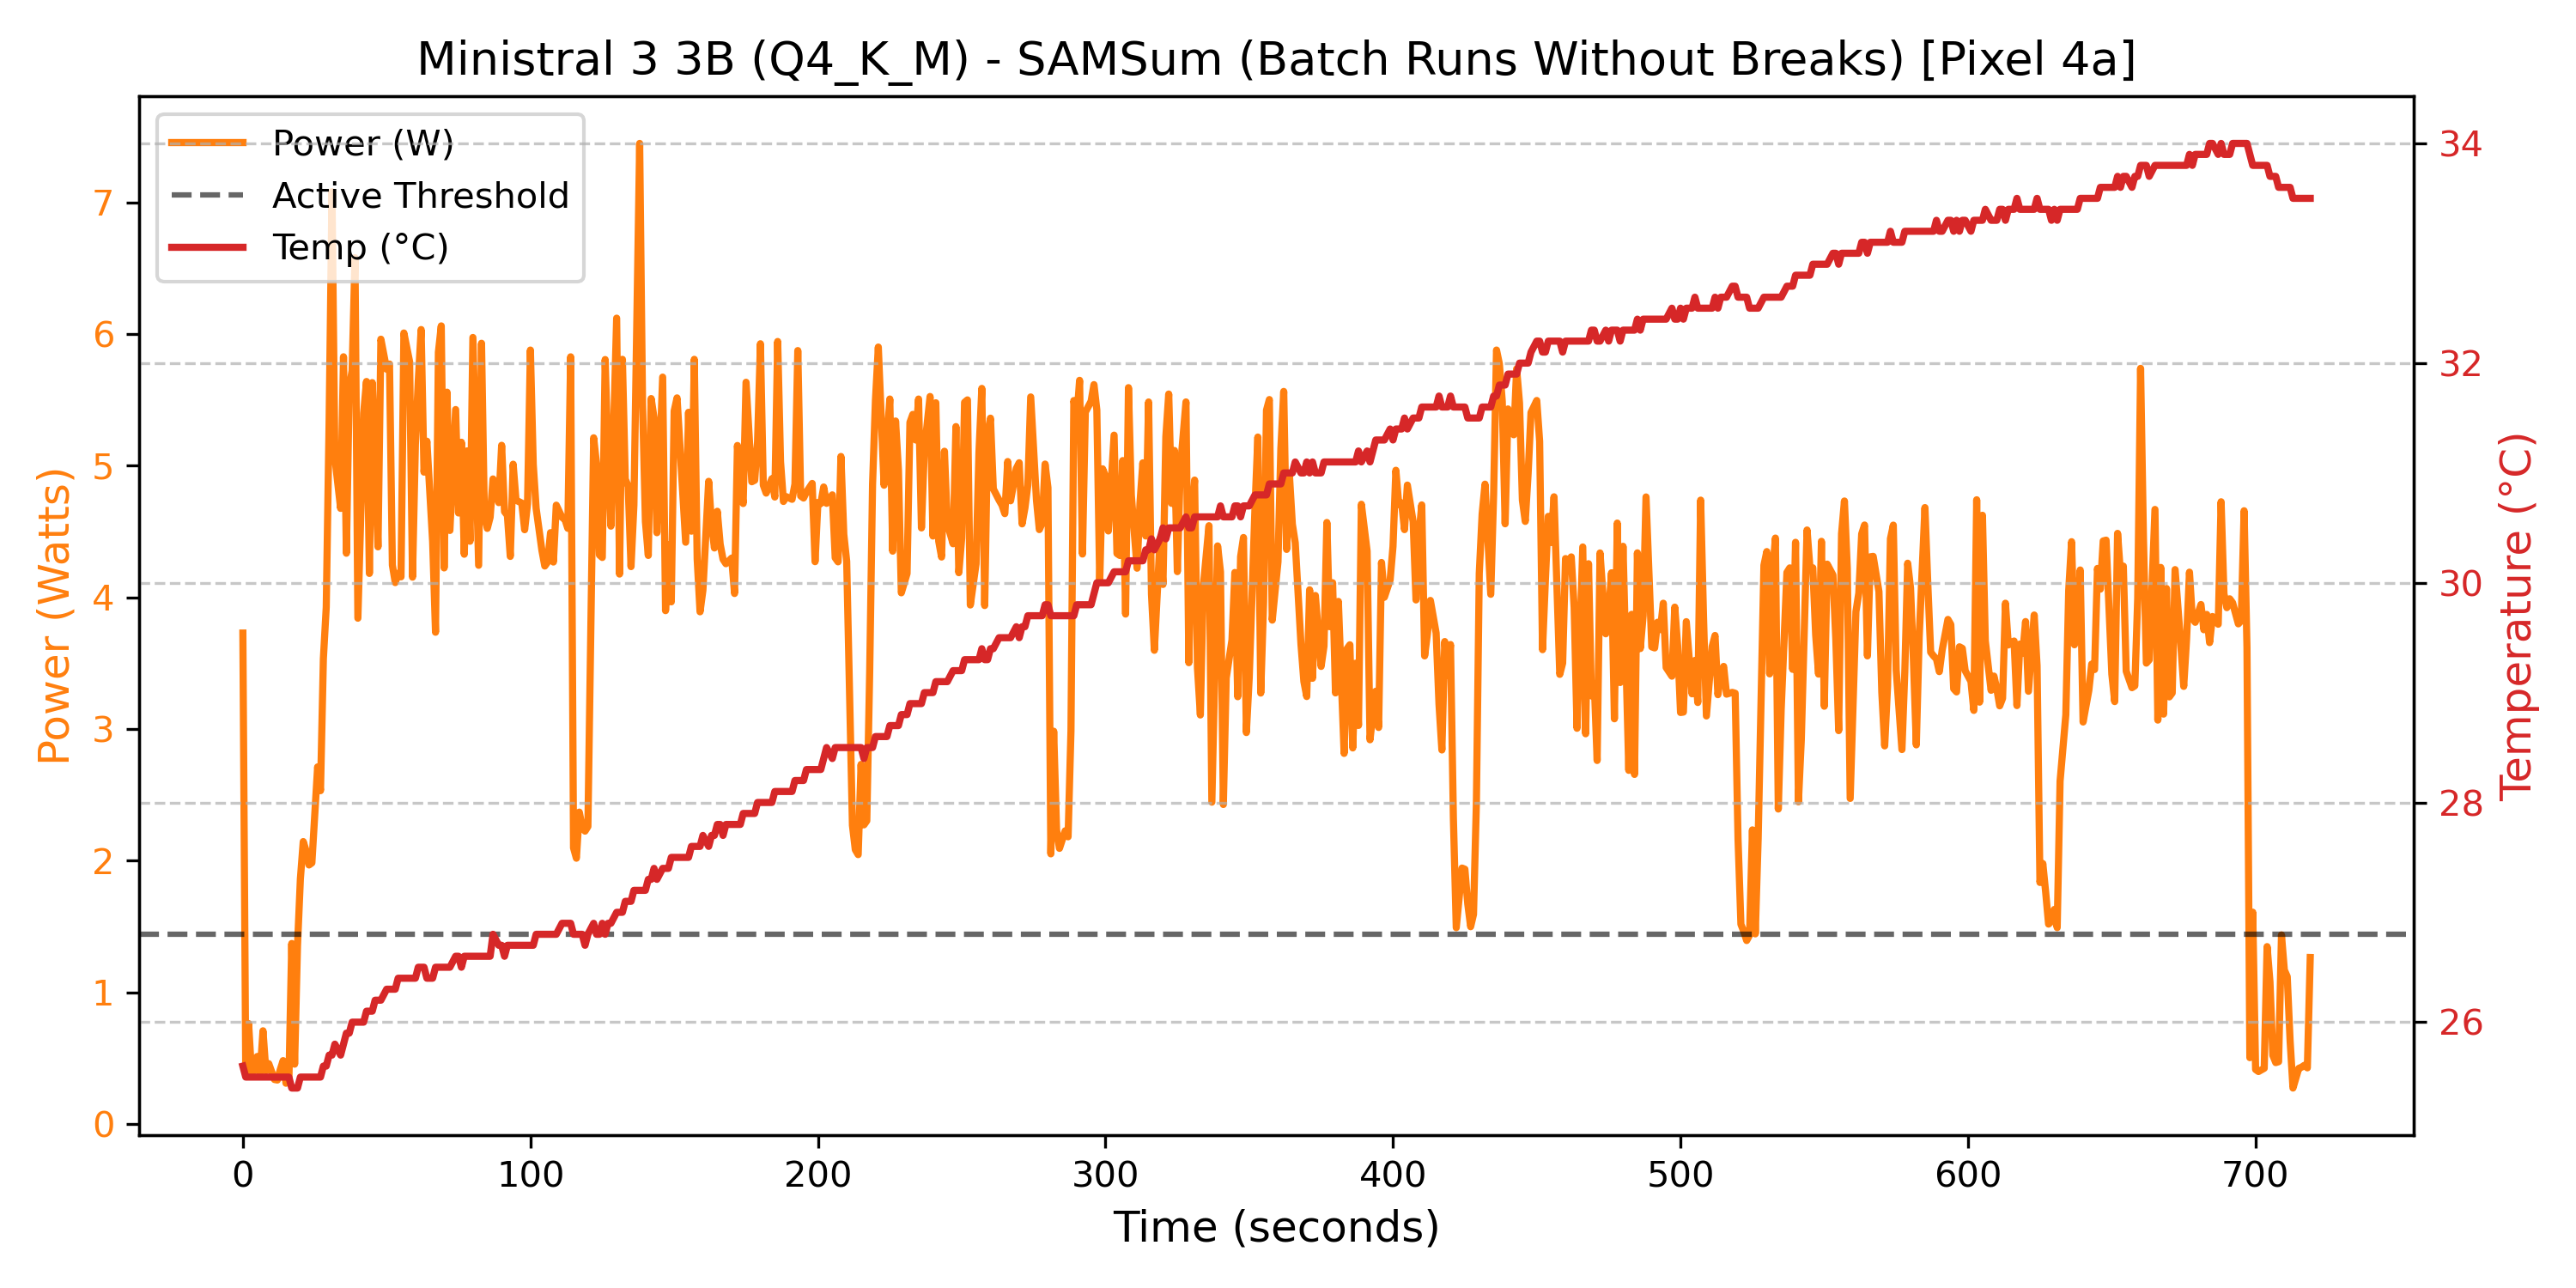 Ministral 3 3B (Q4_K_M) - SAMSum (Batch Runs Without Breaks) [Pixel 4a]
Power (W)
Active Threshold
Temp (°C)
Power (Watts)
7
6
5
4
3
2
1
0
34
32
30
28
26
Temperature (°C)
0 100 200 300 400 500 600 700
Time (seconds)